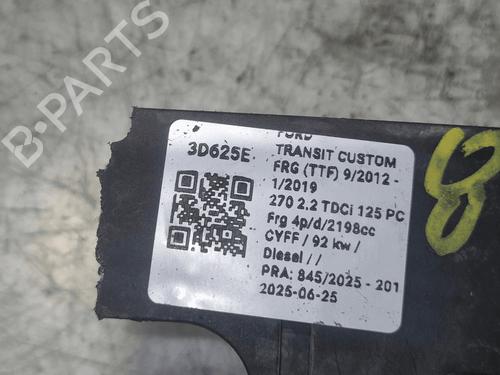 B-PARTS
FORD
3D625E
TRANSIT CUSTOM
FRG (TTF) 9/2012 -
1/2019
270 2.2 TDCi 125 PC
Frg 4p/d/2198cc
CYFF / 92 kw /
Diesel / /
PRA: 845/2025 - 201
2025-06-25
8